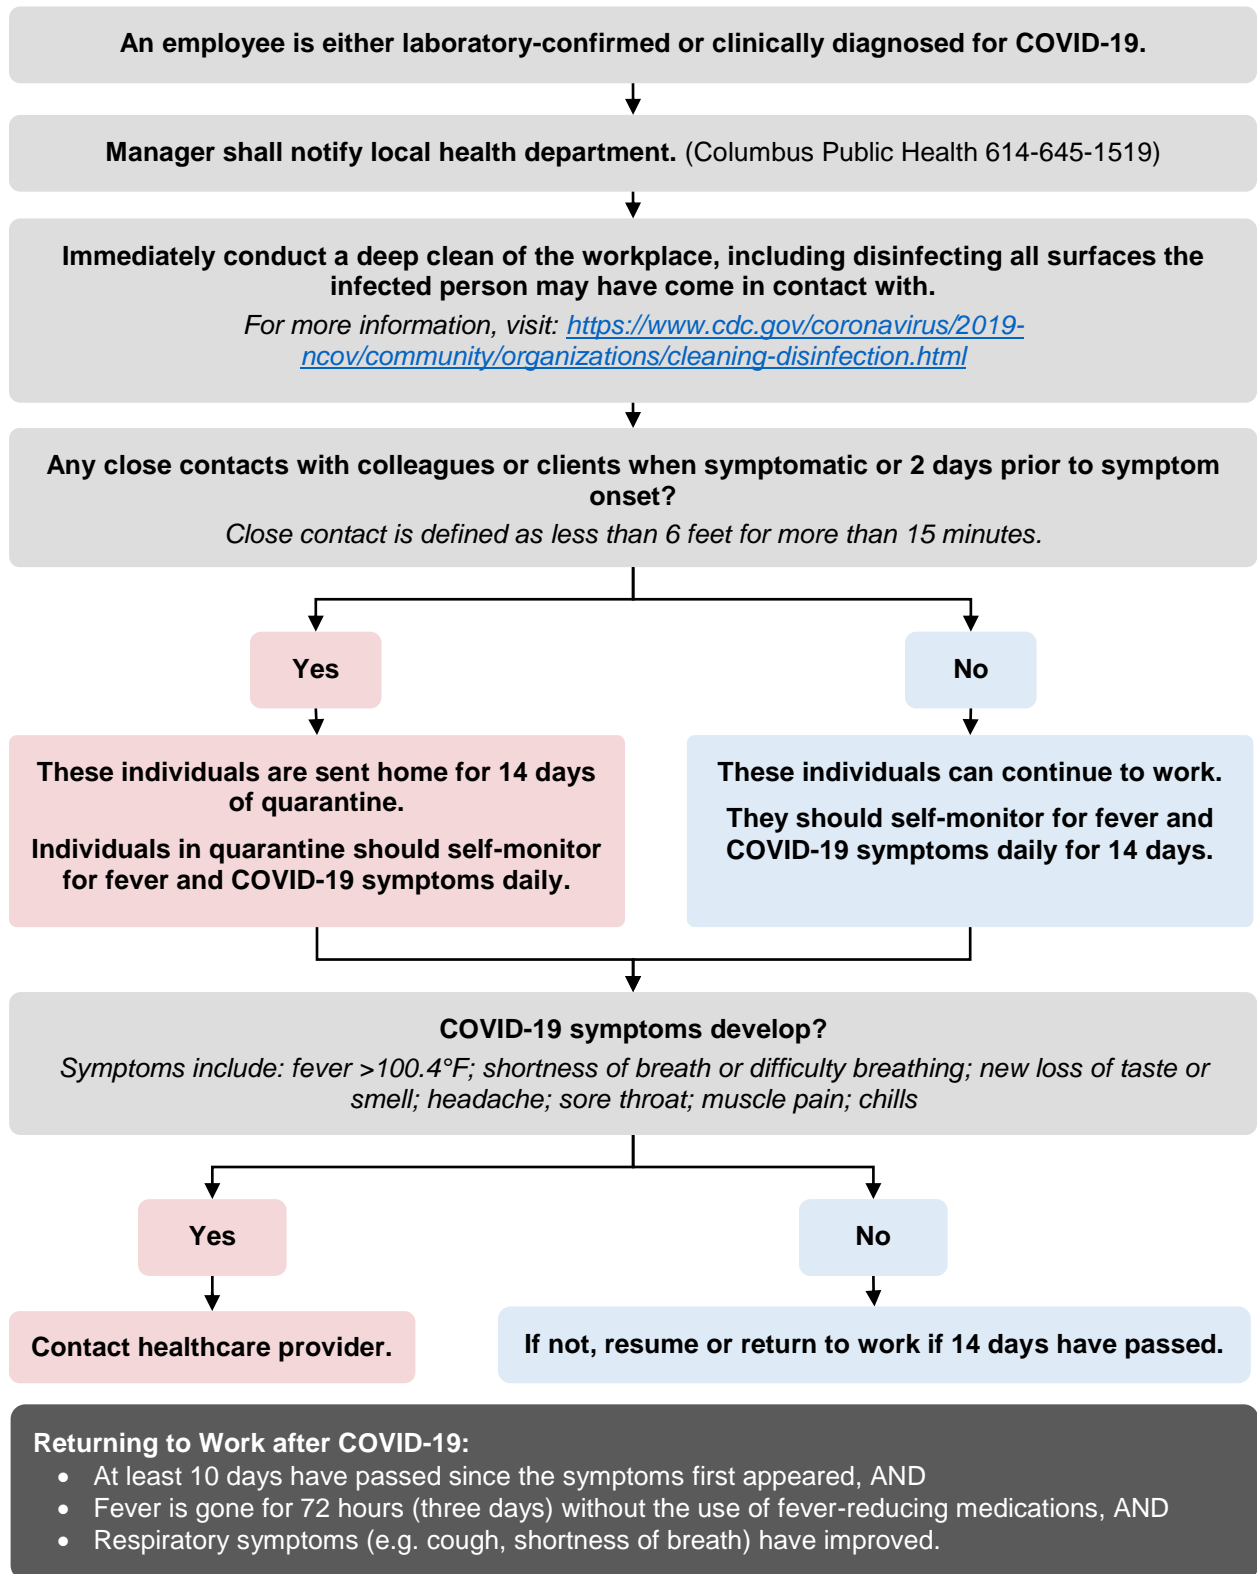 An employee is either laboratory-confirmed or clinically diagnosed for COVID-19.
Manager shall notify local health department. (Columbus Public Health 614-645-1519)
Immediately conduct a deep clean of the workplace, including disinfecting all surfaces the
infected person may have come in contact with.
For more information, visit: https://www.cdc.gov/coronavirus/2019-
ncov/community/organizations/cleaning-disinfection.html
Any close contacts with colleagues or clients when symptomatic or 2 days prior to symptom
onset?
Close contact is defined as less than 6 feet for more than 15 minutes.
Yes
No
These individuals are sent home for 14 days
of quarantine.
Individuals in quarantine should self-monitor
for fever and COVID-19 symptoms daily.
These individuals can continue to work.
They should self-monitor for fever and
COVID-19 symptoms daily for 14 days.
COVID-19 symptoms develop?
Symptoms include: fever >100.4°F; shortness of breath or difficulty breathing; new loss of taste or
smell; headache; sore throat; muscle pain; chills
Yes
No
Contact healthcare provider.
If not, resume or return to work if 14 days have passed.
Returning to Work after COVID-19:
• At least 10 days have passed since the symptoms first appeared, AND
• Fever is gone for 72 hours (three days) without the use of fever-reducing medications, AND
• Respiratory symptoms (e.g. cough, shortness of breath) have improved.